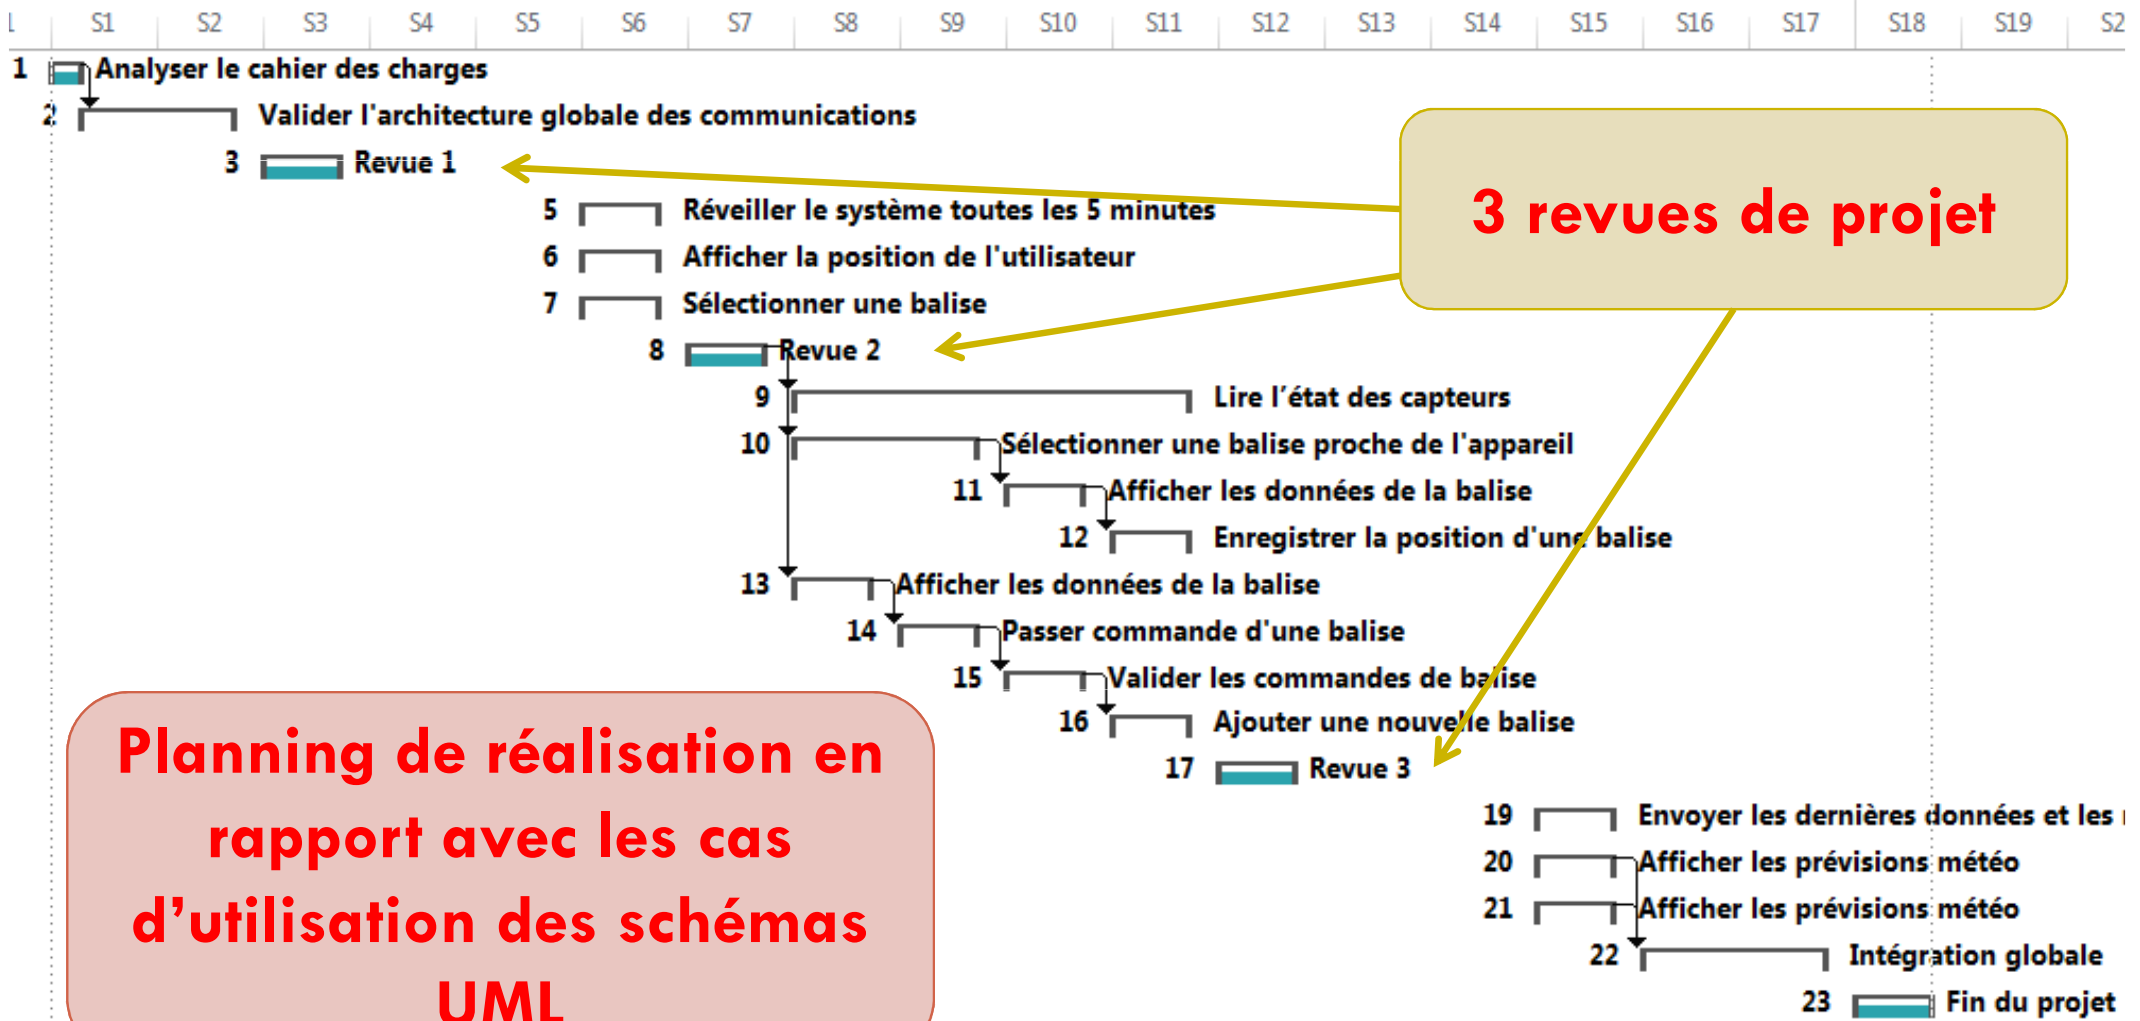 S1 S2 S3 S4 S5 S6 S7 S8 S9 S10 S11 S12 S13 S14 S15 S16 S17 S18 S19 S2
1 Analyser le cahier des charges
2 Valider l'architecture globale des communications
3 Revue 1
3 revues de projet
5 Réveiller le système toutes les 5 minutes
6 Afficher la position de l'utilisateur
7 Sélectionner une balise
8 Revue 2
9 Lire l’état des capteurs
10 Sélectionner une balise proche de l'appareil
11 Afficher les données de la balise
12 Enregistrer la position d'une balise
13 Afficher les données de la balise
14 Passer commande d'une balise
15 Valider les commandes de balise
16 Ajouter une nouvelle balise
17 Revue 3
19 Envoyer les dernières données et les
20 Afficher les prévisions météo
21 Afficher les prévisions météo
22 Intégration globale
23 Fin du projet
Planning de réalisation en
rapport avec les cas
d’utilisation des schémas
UML